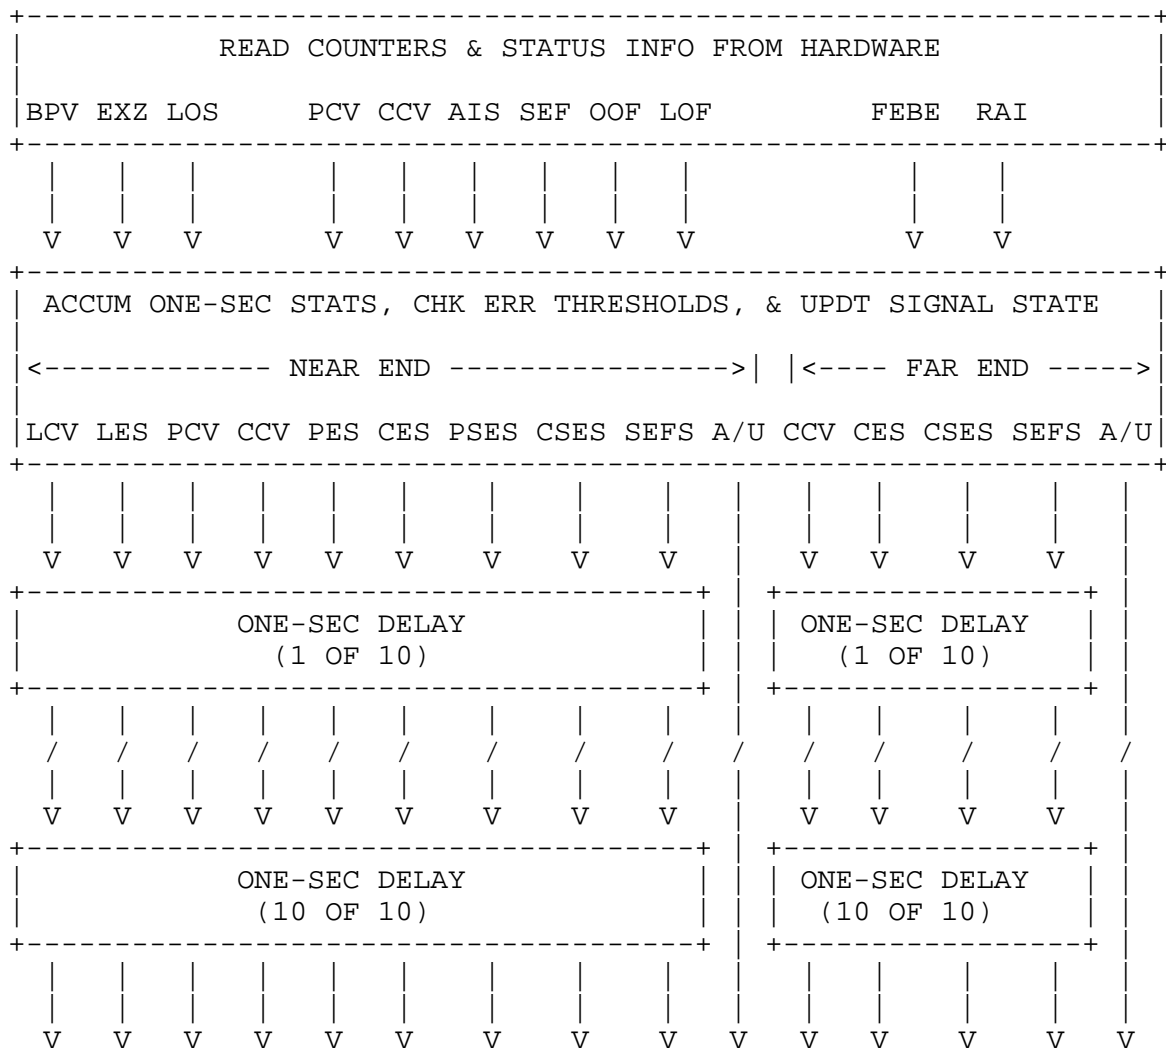 READ COUNTERS & STATUS INFO FROM HARDWARE
BPV EXZ LOS PCV CCV AIS SEF OOF LOF FEBE RAI
V V V V V V V V V V V
ACCUM ONE-SEC STATS, CHK ERR THRESHOLDS, & UPDT SIGNAL STATE
|<------------- NEAR END ---------------->| |<---- FAR END ----->|
LCV LES PCV CCV PES CES PSES CSES SEFS A/U CCV CES CSES SEFS A/U
V V V V V V V V V V V V V
ONE-SEC DELAY ONE-SEC DELAY
(1 OF 10) (1 OF 10)
/ / / / / / / / / / / / / / /
V V V V V V V V V V V V V
ONE-SEC DELAY ONE-SEC DELAY
(10 OF 10) (10 OF 10)
V V V V V V V V V V V V V V V